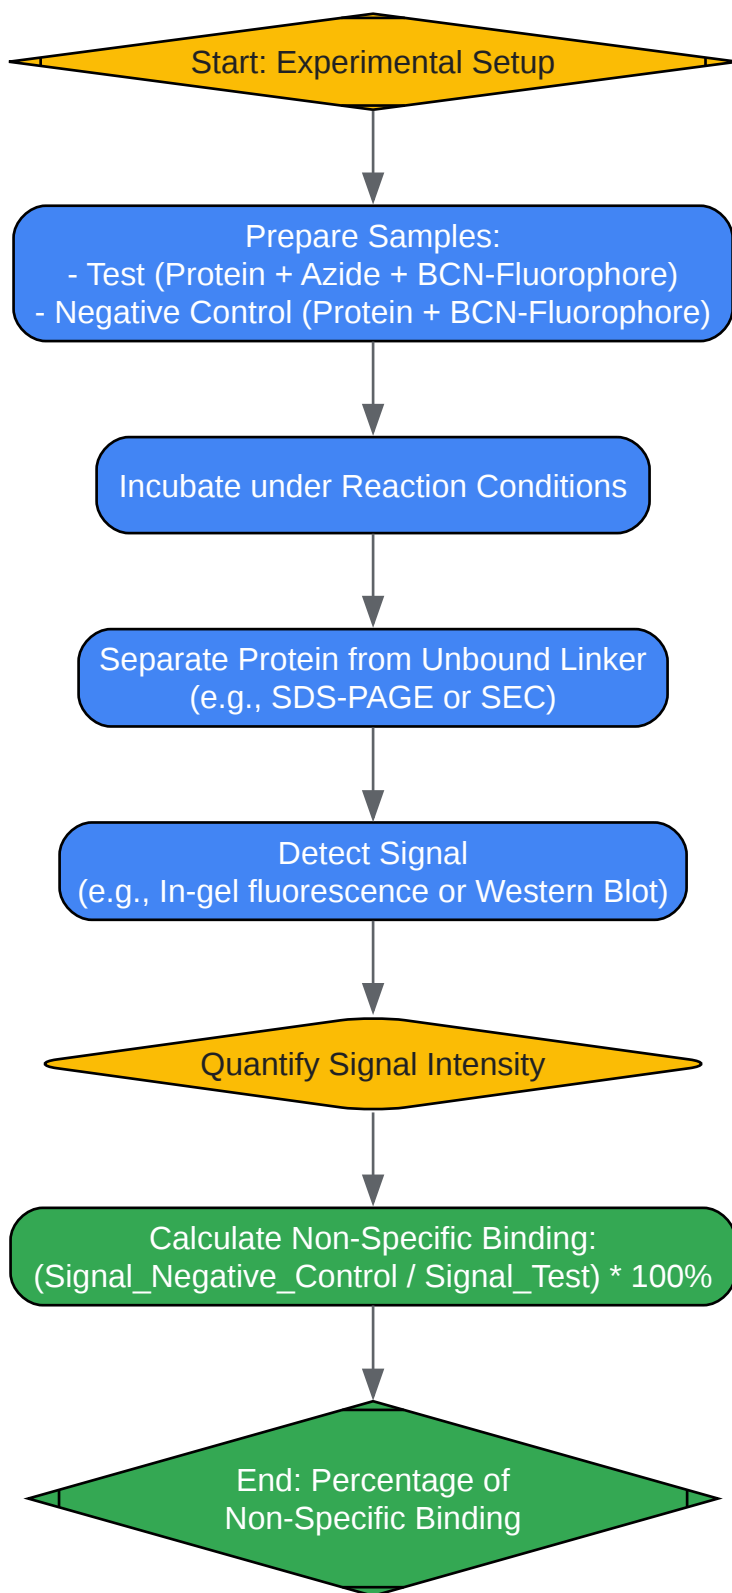 Start: Experimental Setup
Prepare Samples:
- Test (Protein + Azide + BCN-Fluorophore)
- Negative Control (Protein + BCN-Fluorophore)
Incubate under Reaction Conditions
Separate Protein from Unbound Linker
(e.g., SDS-PAGE or SEC)
Detect Signal
(e.g., In-gel fluorescence or Western Blot)
Quantify Signal Intensity
Calculate Non-Specific Binding:
(Signal_Negative_Control / Signal_Test) * 100%
End: Percentage of
Non-Specific Binding